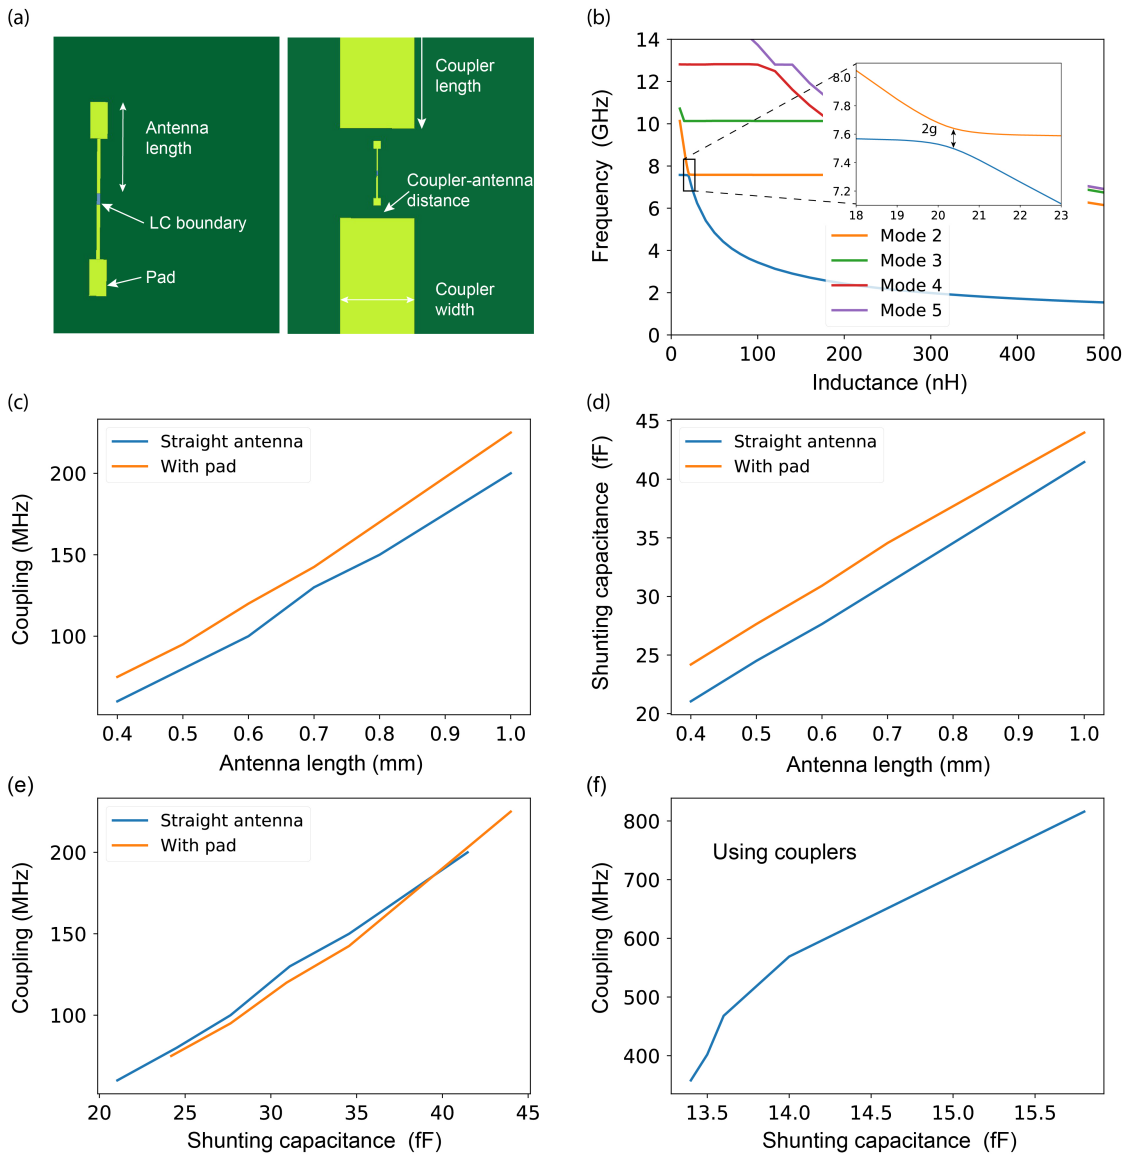 (a)
Antenna
length
LC boundary
Pad
Coupler
length
Coupler-antenna
distance
Coupler
width
(b)
Frequency (GHz)
14
12
10
8
6
4
2
0
0
100
200
300
400
500
Inductance (nH)
8.0
7.8
7.6
7.4
7.2
18
19
20
21
22
23
2g
Mode 2
Mode 3
Mode 4
Mode 5
(c)
Coupling (MHz)
200
150
100
Straight antenna
With pad
0.4
0.5
0.6
0.7
0.8
0.9
1.0
Antenna length (mm)
(d)
Shunting capacitance (fF)
45
40
35
30
25
20
Straight antenna
With pad
0.4
0.5
0.6
0.7
0.8
0.9
1.0
Antenna length (mm)
(e)
Coupling (MHz)
200
150
100
Straight antenna
With pad
20
25
30
35
40
45
Shunting capacitance (fF)
(f)
Coupling (MHz)
800
700
600
500
400
Using couplers
13.5
14.0
14.5
15.0
15.5
Shunting capacitance (fF)